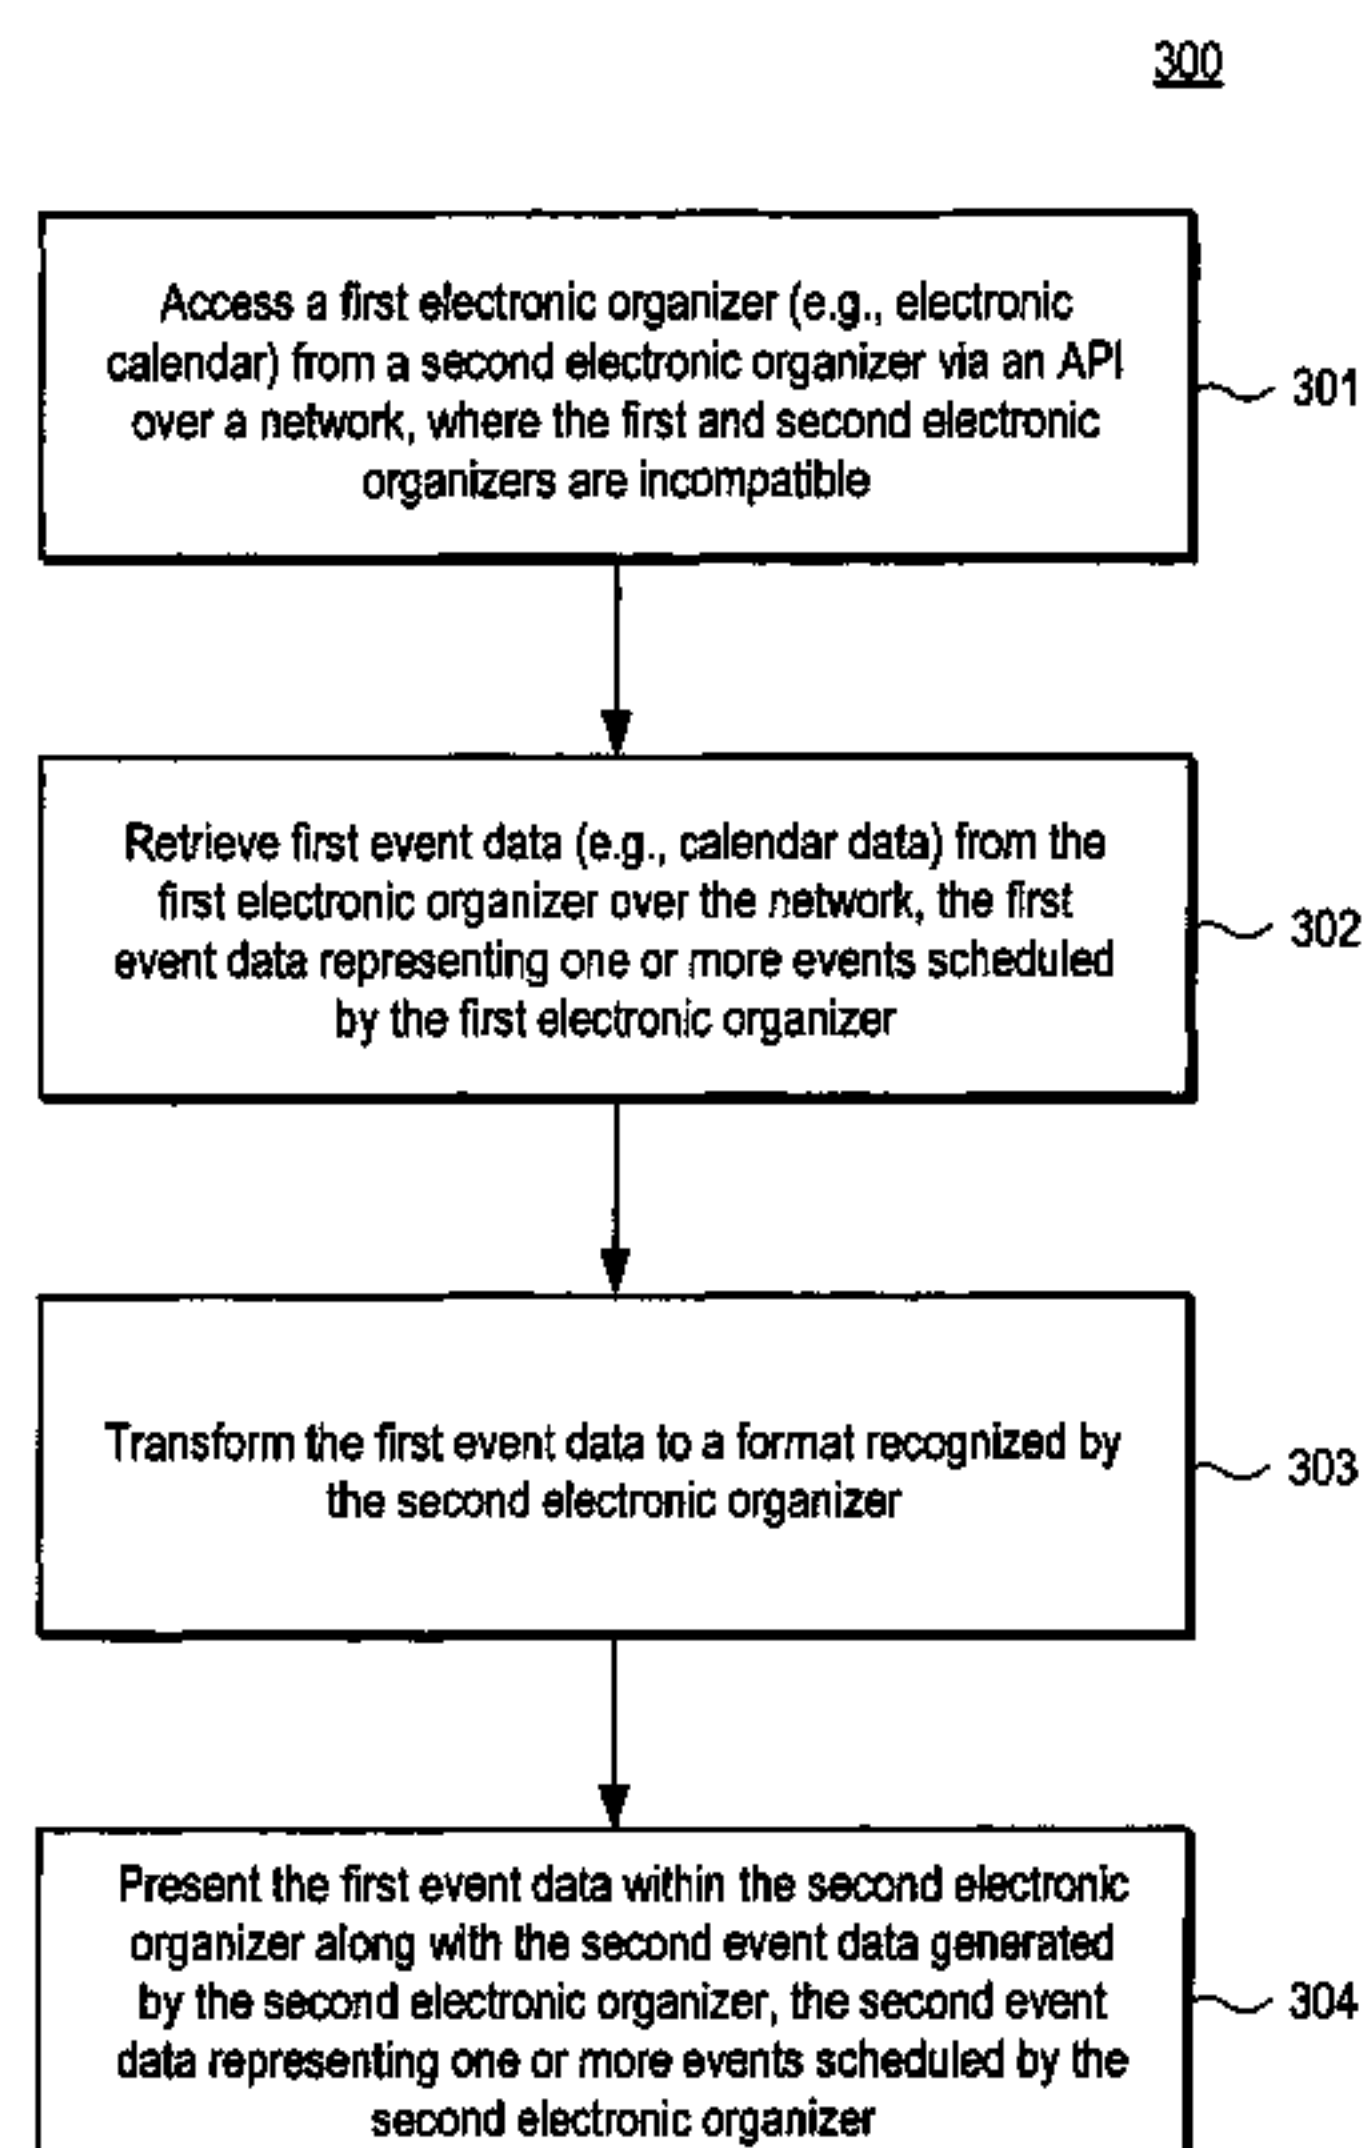 300
Access a first electronic organizer (e.g., electronic
calendar) from a second electronic organizer via an API
over a network, where the first and second electronic
organizers are incompatible
301
Retrieve first event data (e.g., calendar data) from the
first electronic organizer over the network, the first
event data representing one or more events scheduled
by the first electronic organizer
302
Transform the first event data to a format recognized by
the second electronic organizer
303
Present the first event data within the second electronic
organizer along with the second event data generated
by the second electronic organizer, the second event
data representing one or more events scheduled by the
second electronic organizer
304